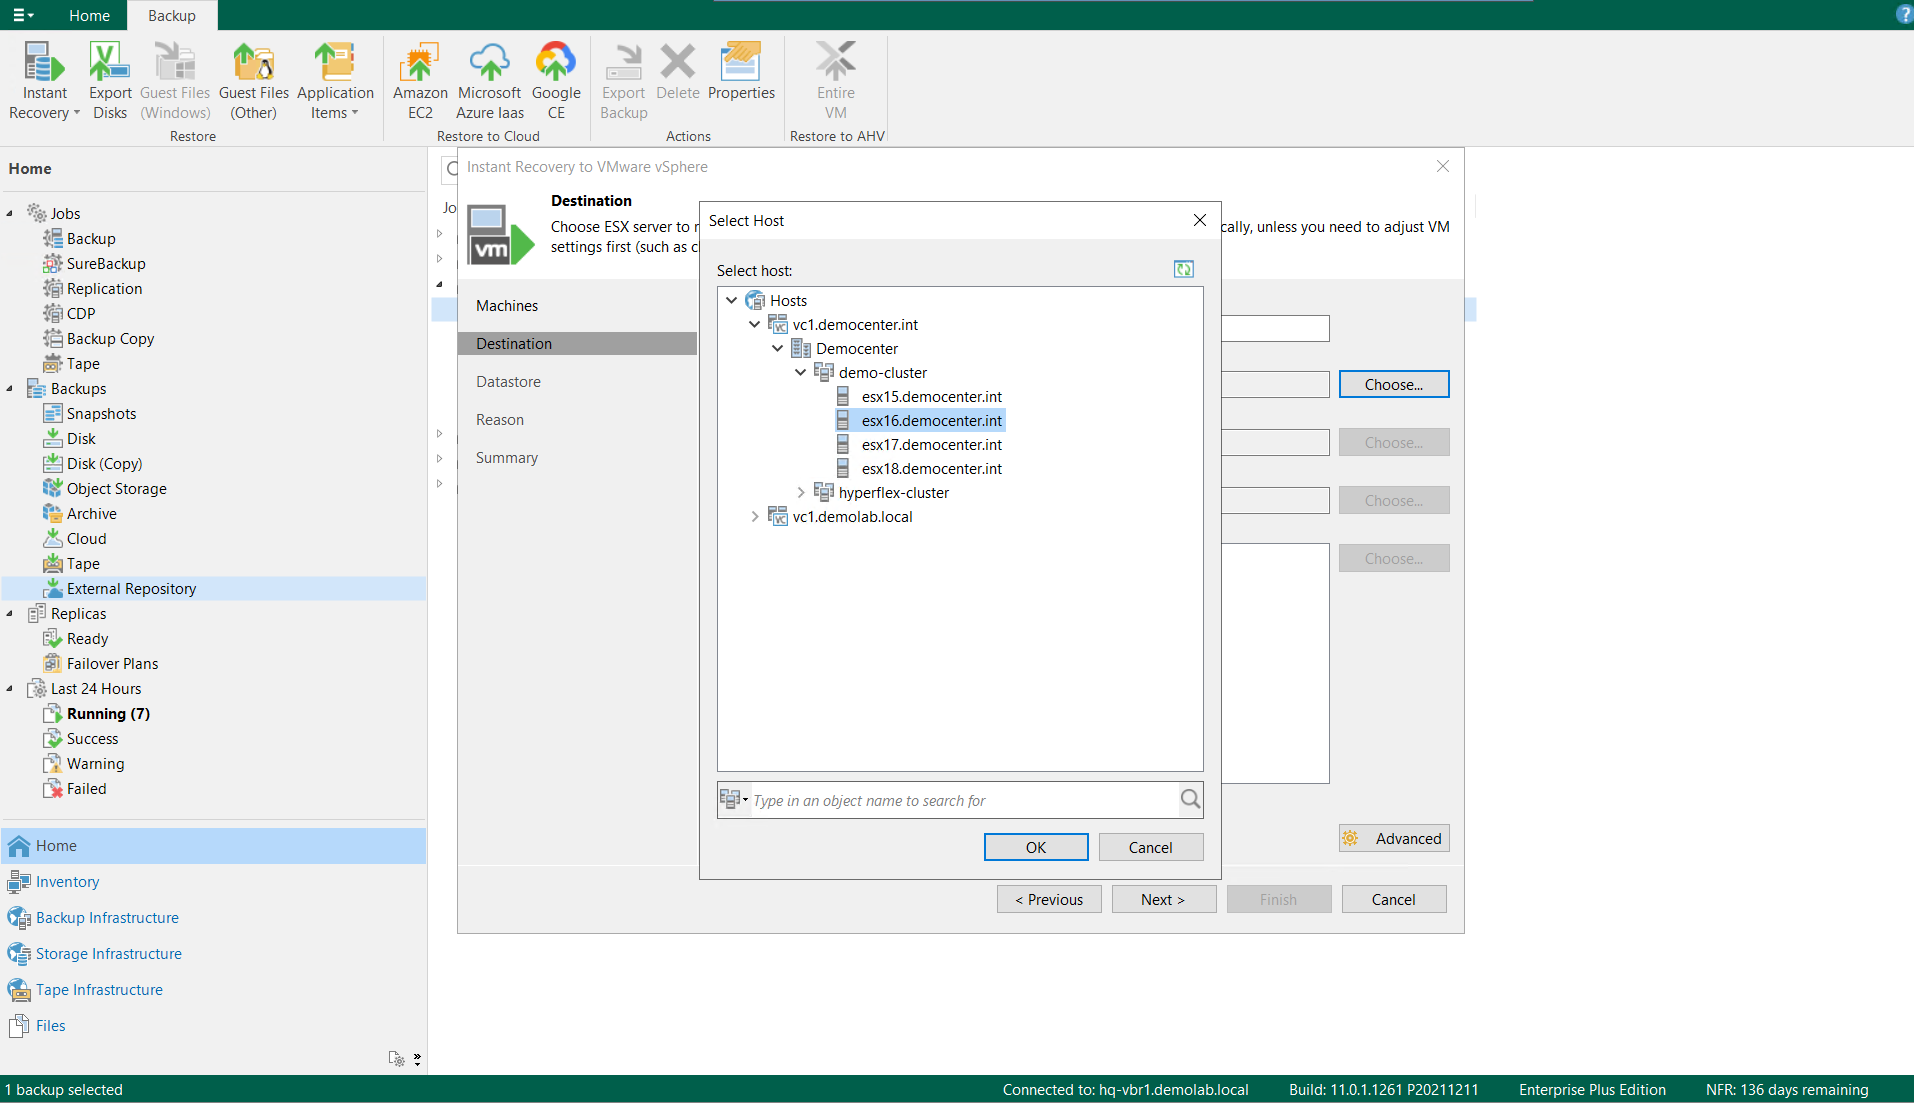 Home
Backup
?
Instant
Recovery
Export
Disks
Guest Files
(Windows)
Guest Files
(Other)
Application
Items
Restore
Amazon
EC2
Microsoft
Azure Iaas
Google
CE
Restore to Cloud
Export
Backup
Delete
Properties
Actions
Entire
VM
Restore to AHV
Home
Jobs
Backup
SureBackup
Replication
CDP
Backup Copy
Tape
Backups
Snapshots
Disk
Disk (Copy)
Object Storage
Archive
Cloud
Tape
External Repository
Replicas
Ready
Failover Plans
Last 24 Hours
Running (7)
Success
Warning
Failed
Home
Inventory
Backup Infrastructure
Storage Infrastructure
Tape Infrastructure
Files
Jo
Instant Recovery to VMware vSphere
vm
Destination
Choose ESX server to r
cally, unless you need to adjust VM
settings first (such as c
Machines
Destination
Datastore
Reason
Summary
Select Host
Select host:
Hosts
vc1.democenter.int
Democenter
demo-cluster
esx15.democenter.int
esx16.democenter.int
esx17.democenter.int
esx18.democenter.int
hyperflex-cluster
vc1.demolab.local
Type in an object name to search for
OK
Cancel
Choose...
Choose...
Choose...
Choose...
Advanced
< Previous
Next >
Finish
Cancel
1 backup selected
Connected to: hq-vbr1.demolab.local
Build: 11.0.1.1261 P20211211
Enterprise Plus Edition
NFR: 136 days remaining